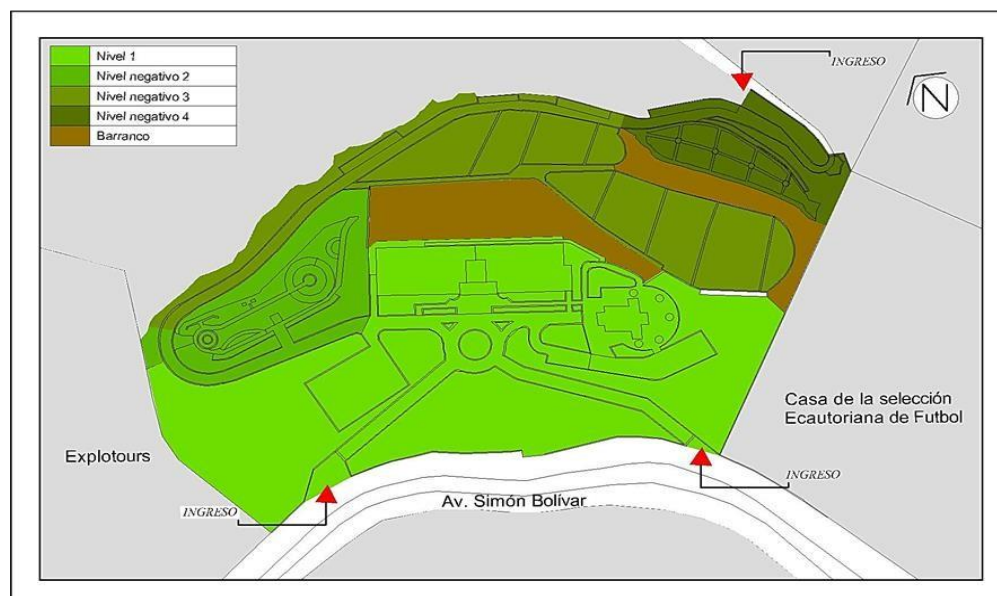 Nivel 1
Nivel negativo 2
Nivel negativo 3
Nivel negativo 4
Barranco
INGRESO
N
Casa de la selección
Ecautoriana de Futbol
Explotours
INGRESO
Av. Simón Bolívar
INGRESO